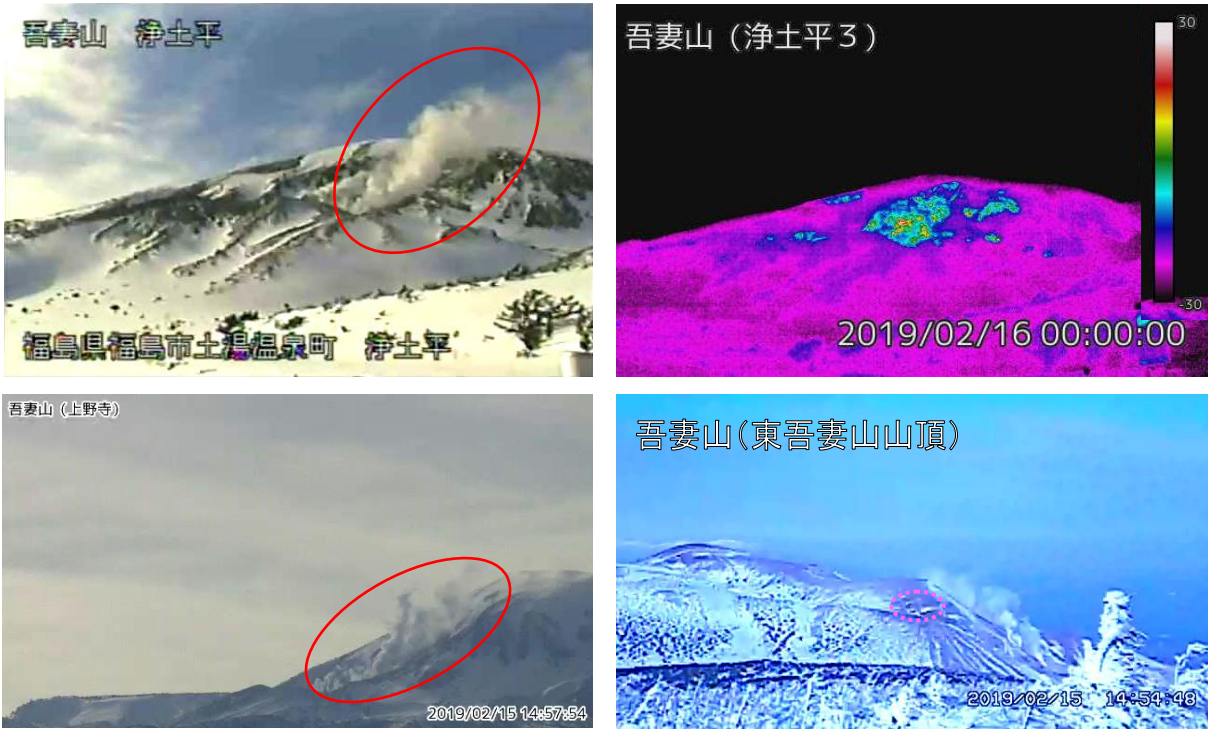 吾妻山 浄土平
福島県福島市土湯温泉町 浄土平
吾妻山（浄土平３）
30
-30
2019/02/16 00:00:00
吾妻山（上野寺）
2019/02/15 14:57:54
吾妻山（東吾妻山山頂）
2019/02/15 14:54:48